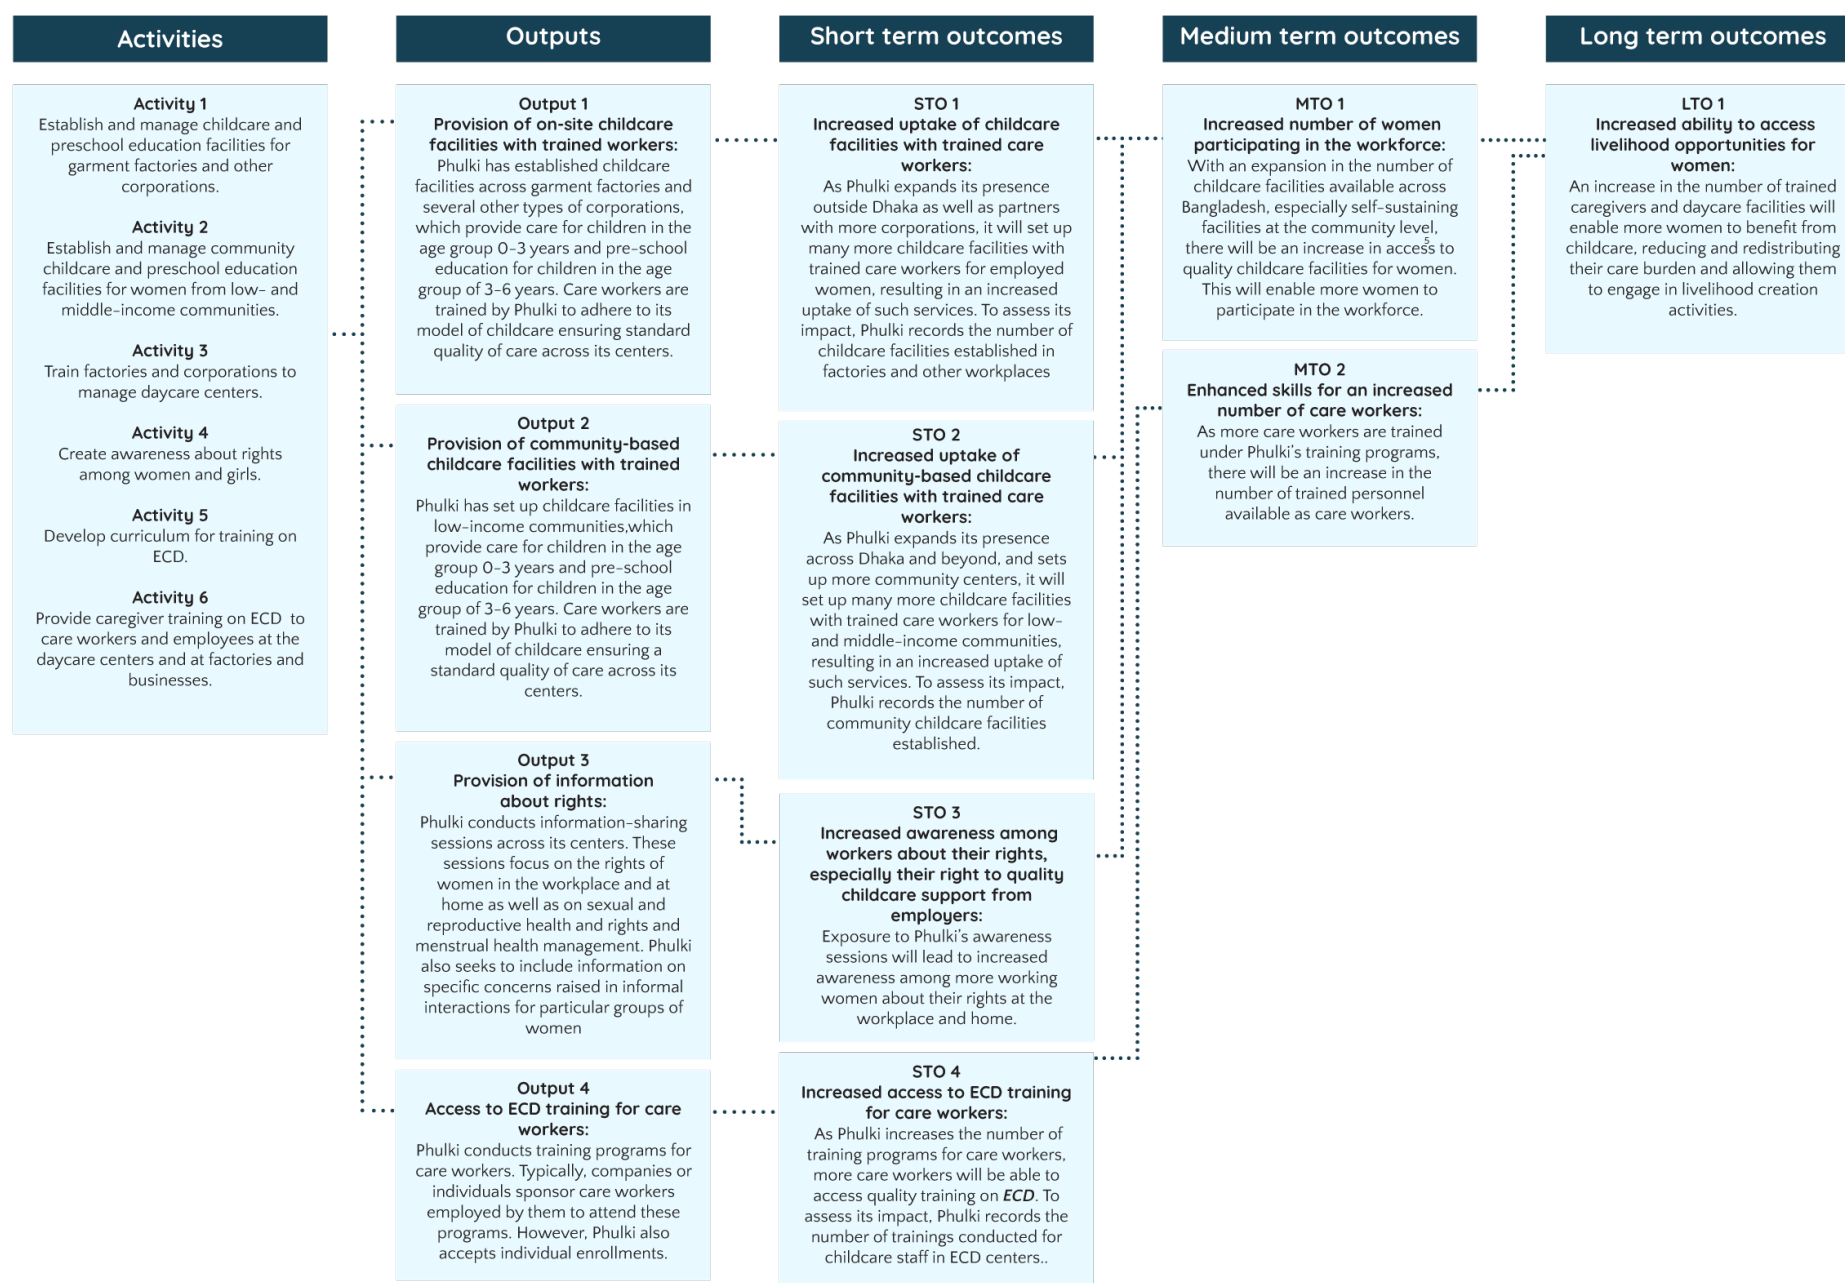 Activities
Activity 1
Establish and manage childcare and
preschool education facilities for
garment factories and other
corporations.
Activity 2
Establish and manage community
childcare and preschool education
facilities for women from low- and
middle-income communities.
Activity 3
Train factories and corporations to
manage daycare centers.
Activity 4
Create awareness about rights
among women and girls.
Activity 5
Develop curriculum for training on
ECD.
Activity 6
Provide caregiver training on ECD to
care workers and employees at the
daycare centers and at factories and
businesses.
Outputs
Output 1
Provision of on-site childcare
facilities with trained workers:
Phulki has established childcare
facilities across garment factories and
several other types of corporations,
which provide care for children in the
age group 0-3 years and pre-school
education for children in the age
group of 3-6 years. Care workers are
trained by Phulki to adhere to its
model of childcare ensuring standard
quality of care across its centers.
Output 2
Provision of community-based
childcare facilities with trained
workers:
Phulki has set up childcare facilities in
low-income communities,which
provide care for children in the age
group 0-3 years and pre-school
education for children in the age
group of 3-6 years. Care workers are
trained by Phulki to adhere to its
model of childcare ensuring a
standard quality of care across its
centers.
Output 3
Provision of information
about rights:
Phulki conducts information-sharing
sessions across its centers. These
sessions focus on the rights of
women in the workplace and at
home as well as on sexual and
reproductive health and rights and
menstrual health management. Phulki
also seeks to include information on
specific concerns raised in informal
interactions for particular groups of
women
Output 4
Access to ECD training for care
workers:
Phulki conducts training programs for
care workers. Typically, companies or
individuals sponsor care workers
employed by them to attend these
programs. However, Phulki also
accepts individual enrollments.
Short term outcomes
STO 1
Increased uptake of childcare
facilities with trained care
workers:
As Phulki expands its presence
outside Dhaka as well as partners
with more corporations, it will set up
many more childcare facilities with
trained care workers for employed
women, resulting in an increased
uptake of such services. To assess its
impact, Phulki records the number of
childcare facilities established in
factories and other workplaces
STO 2
Increased uptake of
community-based childcare
facilities with trained care
workers:
As Phulki expands its presence
across Dhaka and beyond, and sets
up more community centers, it will
set up many more childcare facilities
with trained care workers for low-
and middle-income communities,
resulting in an increased uptake of
such services. To assess its impact,
Phulki records the number of
community childcare facilities
established.
STO 3
Increased awareness among
workers about their rights,
especially their right to quality
childcare support from
employers:
Exposure to Phulki's awareness
sessions will lead to increased
awareness among more working
women about their rights at the
workplace and home.
STO 4
Increased access to ECD training
for care workers:
As Phulki increases the number of
training programs for care workers,
more care workers will be able to
access quality training on ECD. To
assess its impact, Phulki records the
number of trainings conducted for
childcare staff in ECD centers..
Medium term outcomes
MTO 1
Increased number of women
participating in the workforce:
With an expansion in the number of
childcare facilities available across
Bangladesh, especially self-sustaining
facilities at the community level,
5
there will be an increase in access to
quality childcare facilities for women.
This will enable more women to
participate in the workforce.
MTO 2
Enhanced skills for an increased
number of care workers:
As more care workers are trained
under Phulki's training programs,
there will be an increase in the
number of trained personnel
available as care workers.
Long term outcomes
LTO 1
Increased ability to access
livelihood opportunities for
women:
An increase in the number of trained
caregivers and daycare facilities will
enable more women to benefit from
childcare, reducing and redistributing
their care burden and allowing them
to engage in livelihood creation
activities.